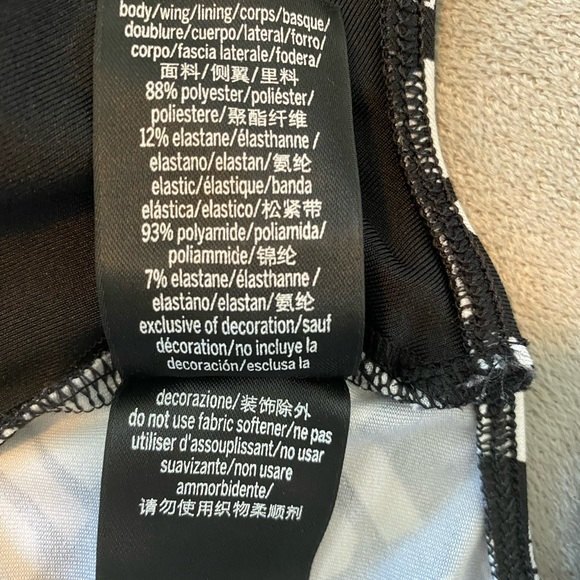 body/wing/lining/corps/basque/
doublure/cuerpo/lateral/forro/
corpo/fascia laterale/fodera/
面料/侧翼/里料
88% polyester/poliéster/
poliestere/聚酯纤维
12% elastane/élasthanne/
elastano/elastan/氨纶
elastic/élastique/banda
elástica/elastico/松紧带
93% polyamide/poliamida/
poliammide/锦纶
7% elastane/élasthanne/
elastano/elastan/氨纶
exclusive of decoration/sauf
décoration/no incluye la
decoración/esclusa la
decorazione/装饰除外
do not use fabric softener/ne pas
utiliser d'assouplissant/no usar
suavizante/non usare
ammorbidente/
请勿使用织物柔顺剂